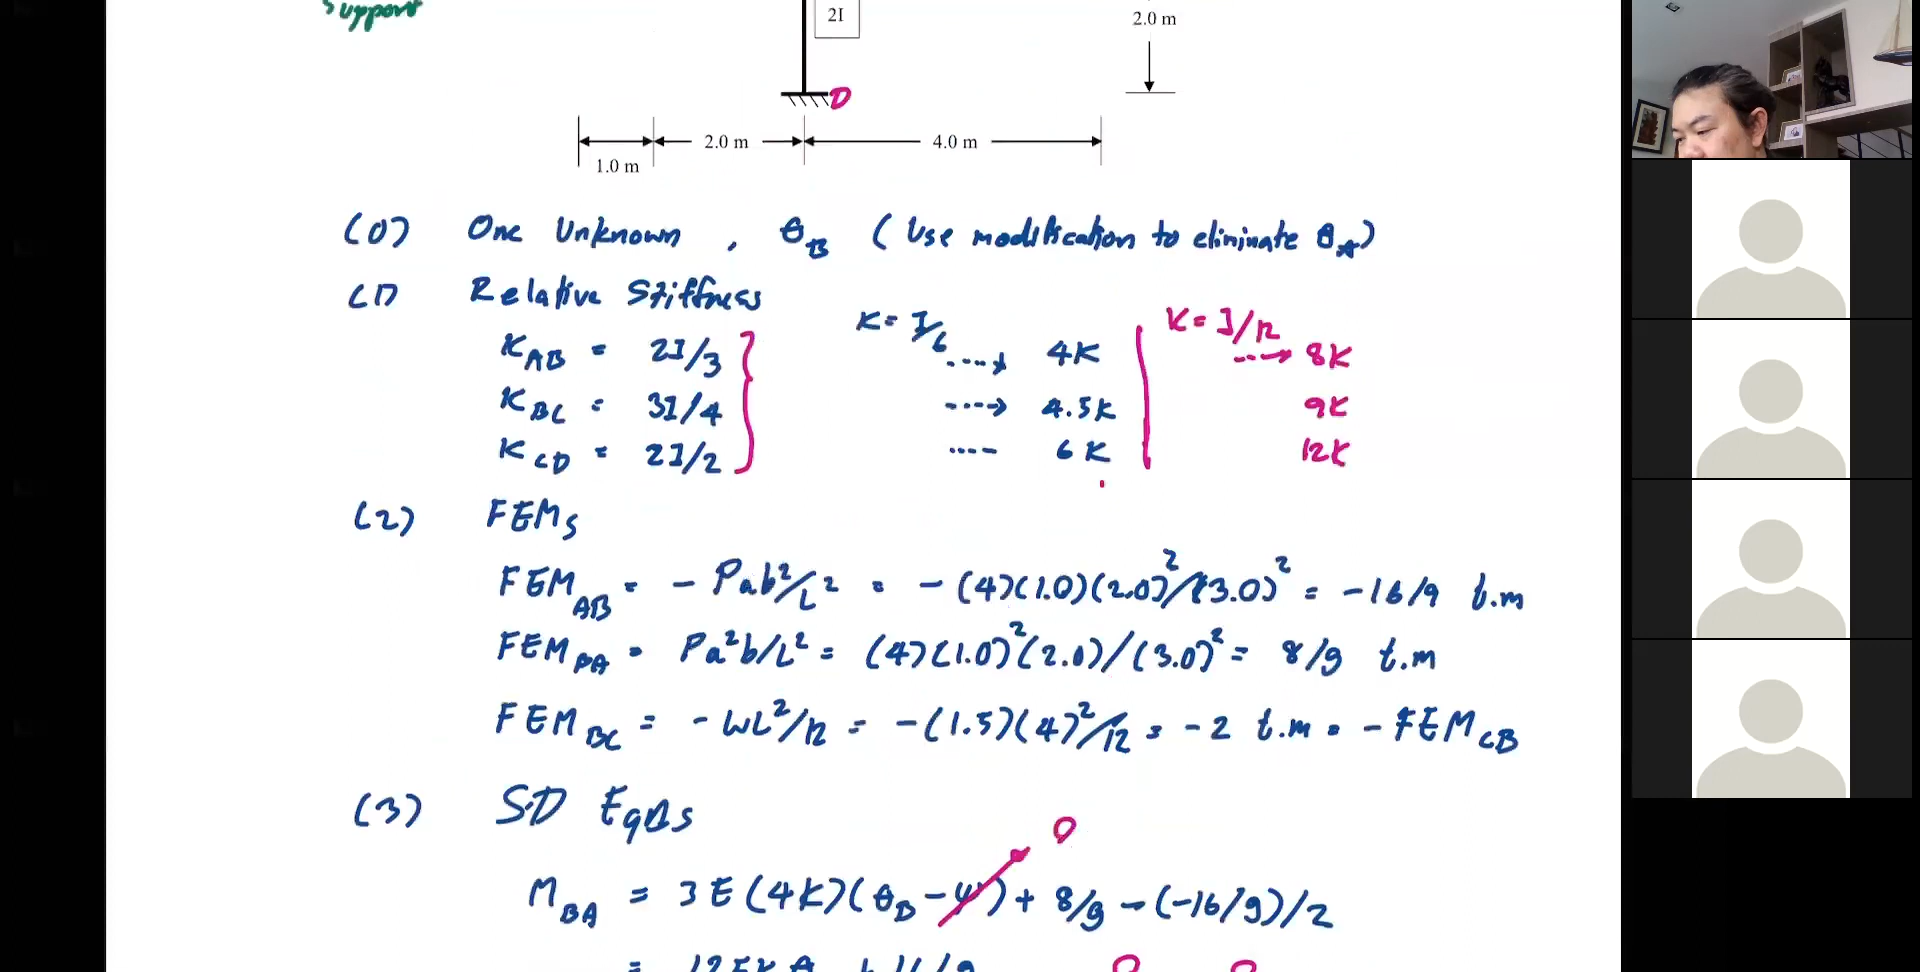 Support
2I
2.0 m
D
2.0 m
4.0 m
1.0 m
(0) One Unknown, θB (Use modification to eliminate θA)
(1) Relative Stiffness
K = I/6
K = I/12
KAB = 2I/3 ----> 4K ----> 8K
KBC = 3I/4 ----> 4.5K 9K
KCD = 2I/2 ---- 6K 12K
(2) FEMs
FEMAB = - Pab²/L² = -(4)(1.0)(2.0)²/(3.0)² = -16/9 t.m
FEMBA = Pa²b/L² = (4)(1.0)²(2.0)/(3.0)² = 8/9 t.m
FEMBC = - WL²/12 = -(1.5)(4)²/12 = -2 t.m = - FEMCB
(3) SD Eqns
0
MBA = 3E(4K)(θB - ψ) + 8/9 - (-16/9)/2